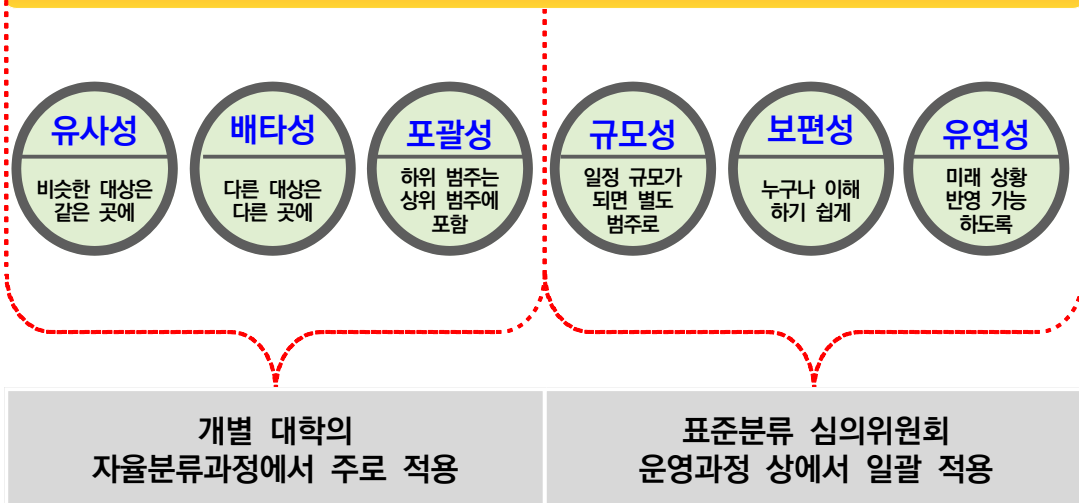 유사성
비슷한 대상은
같은 곳에
배타성
다른 대상은
다른 곳에
포괄성
하위 범주는
상위 범주에
포함
규모성
일정 규모가
되면 별도
범주로
보편성
누구나 이해
하기 쉽게
유연성
미래 상황
반영 가능
하도록
개별 대학의
자율분류과정에서 주로 적용
표준분류 심의위원회
운영과정 상에서 일괄 적용